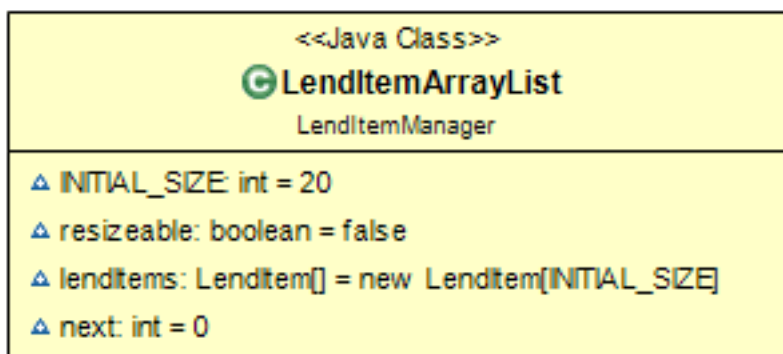 <<Java Class>>
C LendItemArrayList
LendItemManager
INITIAL_SIZE: int = 20
resizeable: boolean = false
lendItems: LendItem[] = new LendItem[INITIAL_SIZE]
next: int = 0